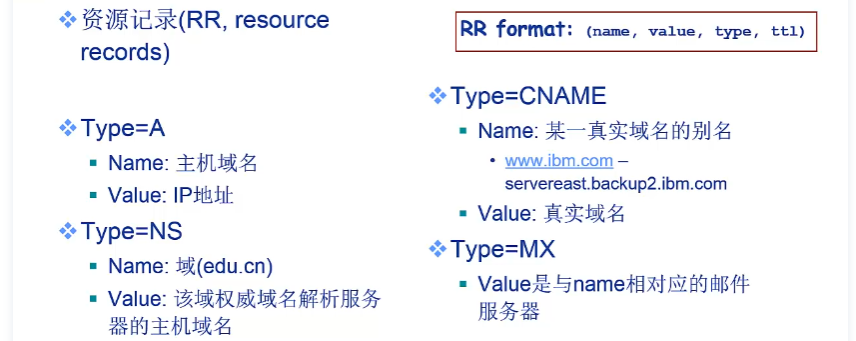 资源记录(RR, resource
records)
RR format: (name, value, type, ttl)
Type=A
Name: 主机域名
Value: IP地址
Type=NS
Name: 域(edu.cn)
Value: 该域权威域名解析服务
器的主机域名
Type=CNAME
Name: 某一真实域名的别名
www.ibm.com –
servereast.backup2.ibm.com
Value: 真实域名
Type=MX
Value是与name相对应的邮件
服务器